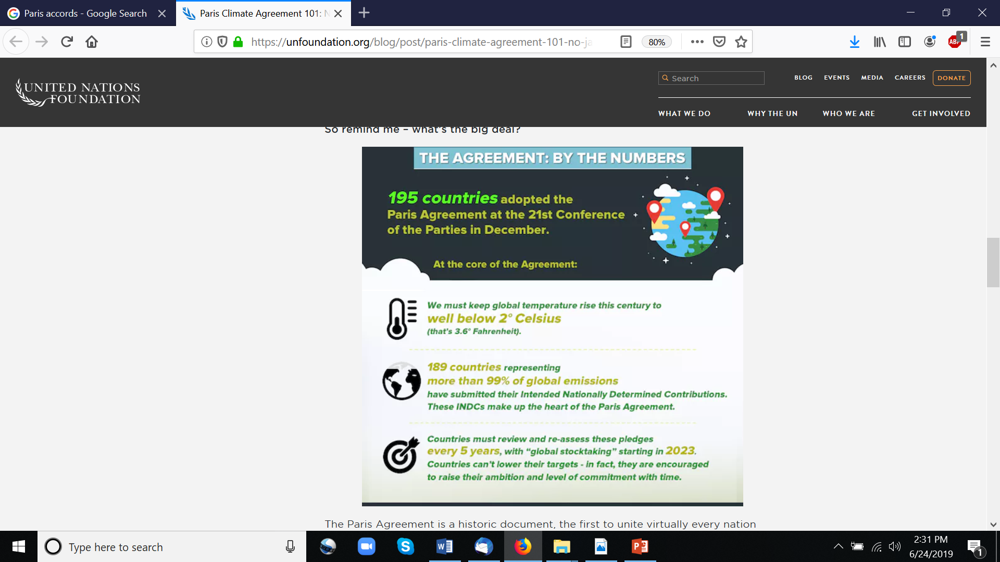 Paris accords - Google Search
Paris Climate Agreement 101: N
https://unfoundation.org/blog/post/paris-climate-agreement-101-no-ja
80%
ABP
1
UNITED NATIONS
FOUNDATION
Search
BLOG EVENTS MEDIA CAREERS DONATE
WHAT WE DO WHY THE UN WHO WE ARE GET INVOLVED
So remind me – what's the big deal?
THE AGREEMENT: BY THE NUMBERS
195 countries adopted the
Paris Agreement at the 21st Conference
of the Parties in December.
At the core of the Agreement:
We must keep global temperature rise this century to
well below 2° Celsius
(that's 3.6° Fahrenheit).
189 countries representing
more than 99% of global emissions
have submitted their Intended Nationally Determined Contributions.
These INDCs make up the heart of the Paris Agreement.
Countries must review and re-assess these pledges
every 5 years, with “global stocktaking” starting in 2023.
Countries can't lower their targets - in fact, they are encouraged
to raise their ambition and level of commitment with time.
The Paris Agreement is a historic document, the first to unite virtually every nation
Type here to search
2:31 PM
6/24/2019
1